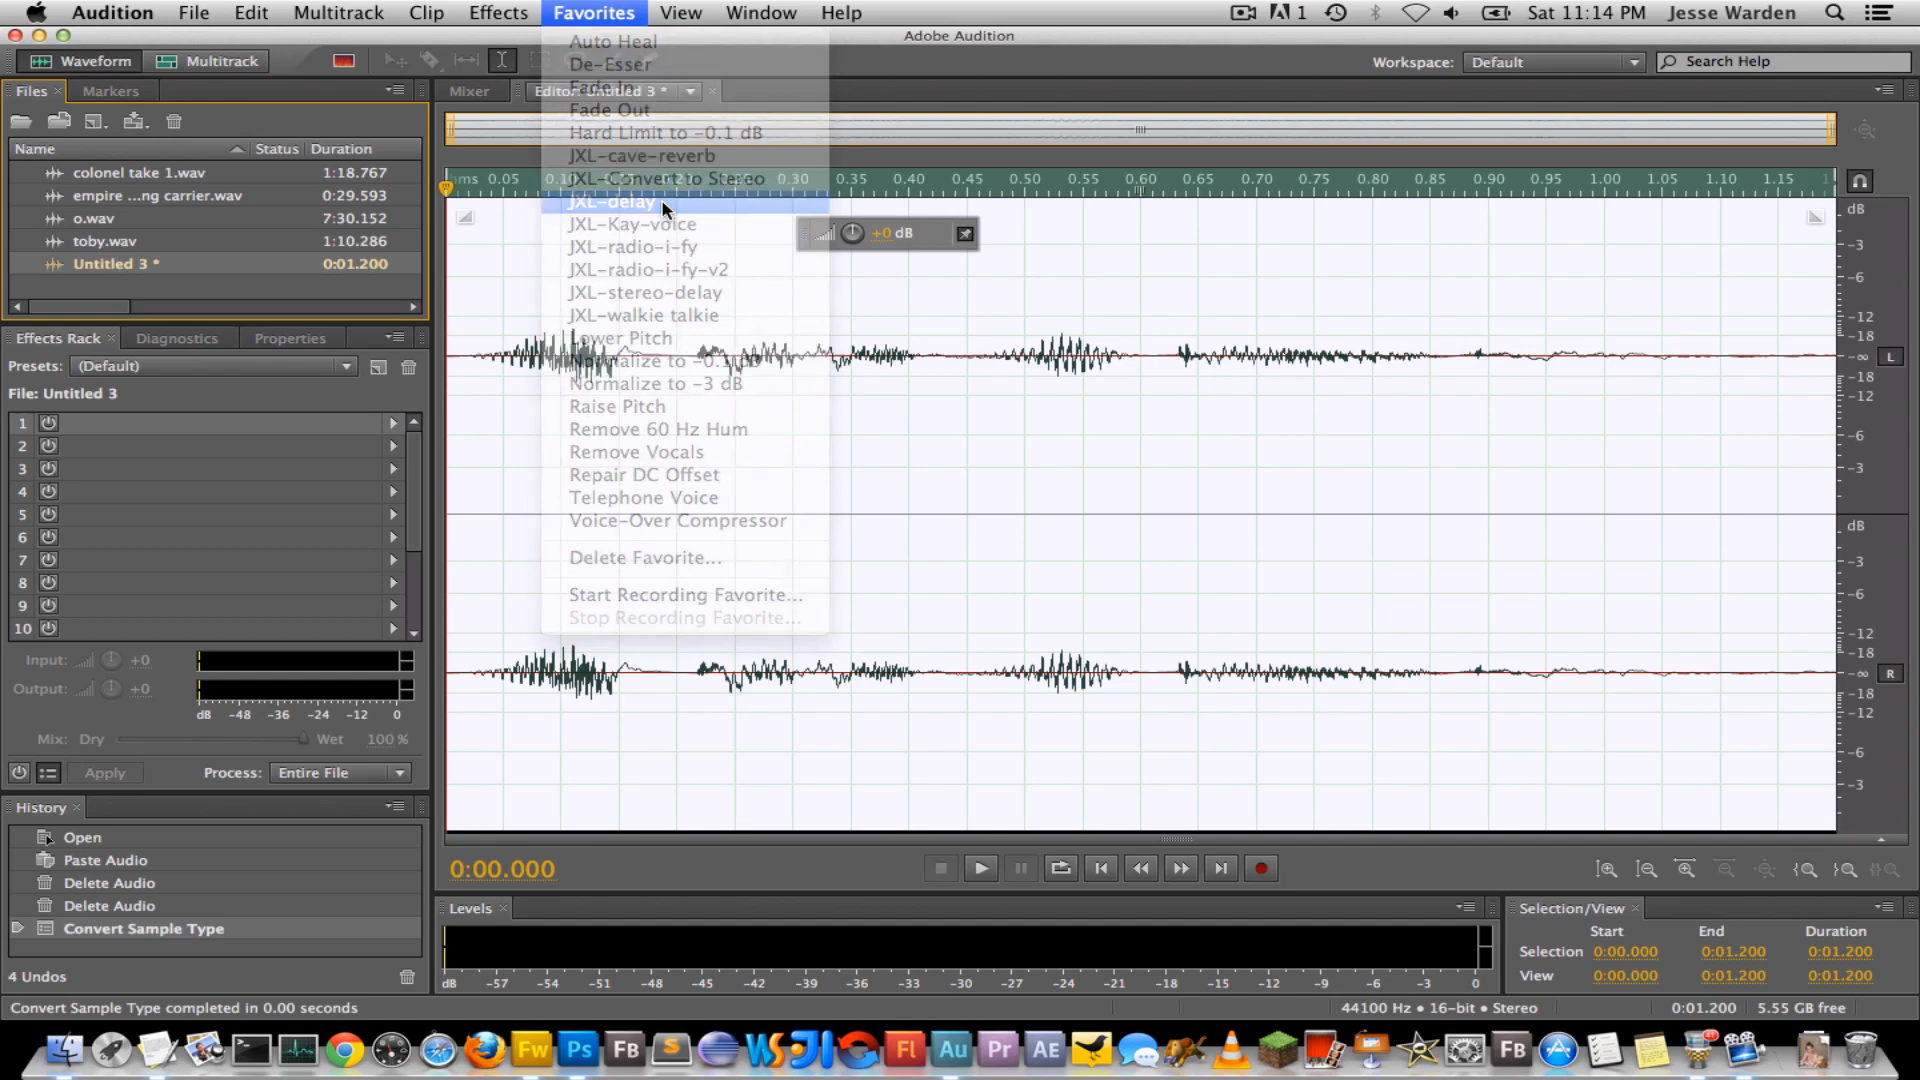 Audition File Edit Multitrack Clip Effects Favorites View Window Help 1 Sat 11:14 PM Jesse Warden
Adobe Audition
Waveform Multitrack Workspace: Default Search Help
Files Markers Mixer Editor: Untitled 3 *
Name Status Duration
colonel take 1.wav 1:18.767
empire ...ng carrier.wav 0:29.593
o.wav 7:30.152
toby.wav 1:10.286
Untitled 3 * 0:01.200
Auto Heal
De-Esser
Fade In
Fade Out
Hard Limit to -0.1 dB
JXL-cave-reverb
JXL-Convert to Stereo
JXL-delay
JXL-Kay-voice
JXL-radio-i-fy
JXL-radio-i-fy-v2
JXL-stereo-delay
JXL-walkie talkie
Lower Pitch
Normalize to -0.1 dB
Normalize to -3 dB
Raise Pitch
Remove 60 Hz Hum
Remove Vocals
Repair DC Offset
Telephone Voice
Voice-Over Compressor
Delete Favorite...
Start Recording Favorite...
Stop Recording Favorite...
hms 0.05 0.10 0.30 0.35 0.40 0.45 0.50 0.55 0.60 0.65 0.70 0.75 0.80 0.85 0.90 0.95 1.00 1.05 1.10 1.15
+0 dB
dB
-3
-6
-12
-18
-∞ L
-18
-12
-6
-3
dB
-3
-6
-12
-18
-∞ R
-18
-12
-6
-3
Effects Rack Diagnostics Properties
Presets: (Default)
File: Untitled 3
1
2
3
4
5
6
7
8
9
10
Input: +0
Output: +0
dB -48 -36 -24 -12 0
Mix: Dry Wet 100 %
Apply Process: Entire File
History
Open
Paste Audio
Delete Audio
Delete Audio
Convert Sample Type
4 Undos
0:00.000
Levels
dB -57 -54 -51 -48 -45 -42 -39 -36 -33 -30 -27 -24 -21 -18 -15 -12 -9 -6 -3 0
Selection/View
Start End Duration
Selection 0:00.000 0:01.200 0:01.200
View 0:00.000 0:01.200 0:01.200
Convert Sample Type completed in 0.00 seconds 44100 Hz • 16-bit • Stereo 0:01.200 5.55 GB free
Fw Ps FB S WS Fl Au Pr AE FB